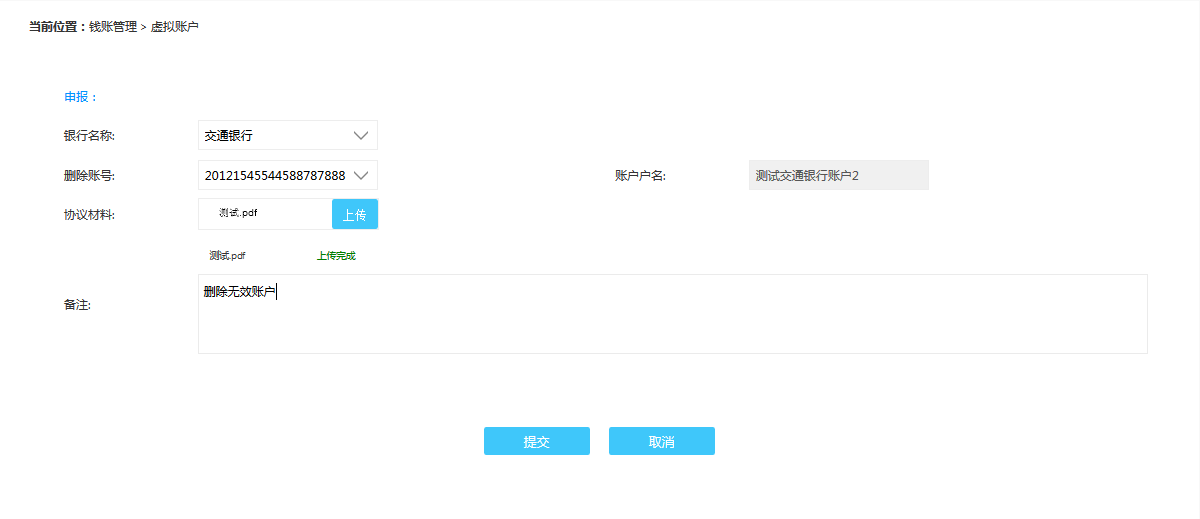 当前位置：钱账管理 > 虚拟账户
申报：
银行名称: 交通银行
删除账号: 20121545544588787888 账户户名: 测试交通银行账户2
协议材料: 测试.pdf 上传
测试.pdf 上传完成
备注: 删除无效账户
提交 取消